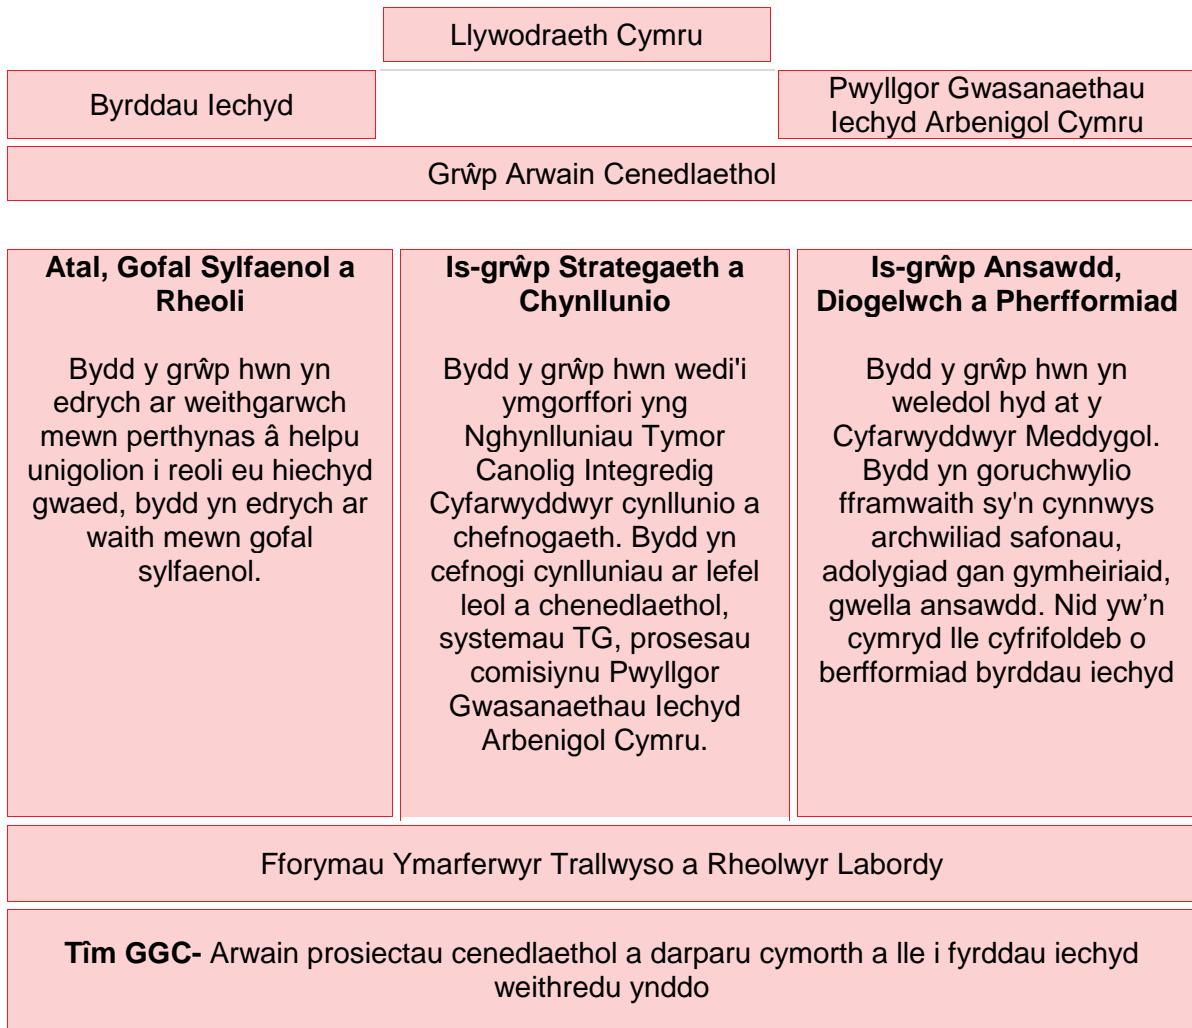 Llywodraeth Cymru
Byrddau Iechyd
Pwyllgor Gwasanaethau
Iechyd Arbenigol Cymru
Grŵp Arwain Cenedlaethol
Atal, Gofal Sylfaenol a
Rheoli
Bydd y grŵp hwn yn
edrych ar weithgarwch
mewn perthynas â helpu
unigolion i reoli eu hiechyd
gwaed, bydd yn edrych ar
waith mewn gofal
sylfaenol.
Is-grŵp Strategaeth a
Chynllunio
Bydd y grŵp hwn wedi'i
ymgorffori yng
Nghynlluniau Tymor
Canolig Integredig
Cyfarwyddwyr cynllunio a
chefnogaeth. Bydd yn
cefnogi cynlluniau ar lefel
leol a chenedlaethol,
systemau TG, prosesau
comisiynu Pwyllgor
Gwasanaethau Iechyd
Arbenigol Cymru.
Is-grŵp Ansawdd,
Diogelwch a Pherfformiad
Bydd y grŵp hwn yn
weledol hyd at y
Cyfarwyddwyr Meddygol.
Bydd yn goruchwylio
fframwaith sy'n cynnwys
archwiliad safonau,
adolygiad gan gymheiriaid,
gwella ansawdd. Nid yw’n
cymryd lle cyfrifoldeb o
berfformiad byrddau iechyd
Fforymau Ymarferwyr Trallwyso a Rheolwyr Labordy
Tîm GGC- Arwain prosiectau cenedlaethol a darparu cymorth a lle i fyrddau iechyd
weithredu ynddo